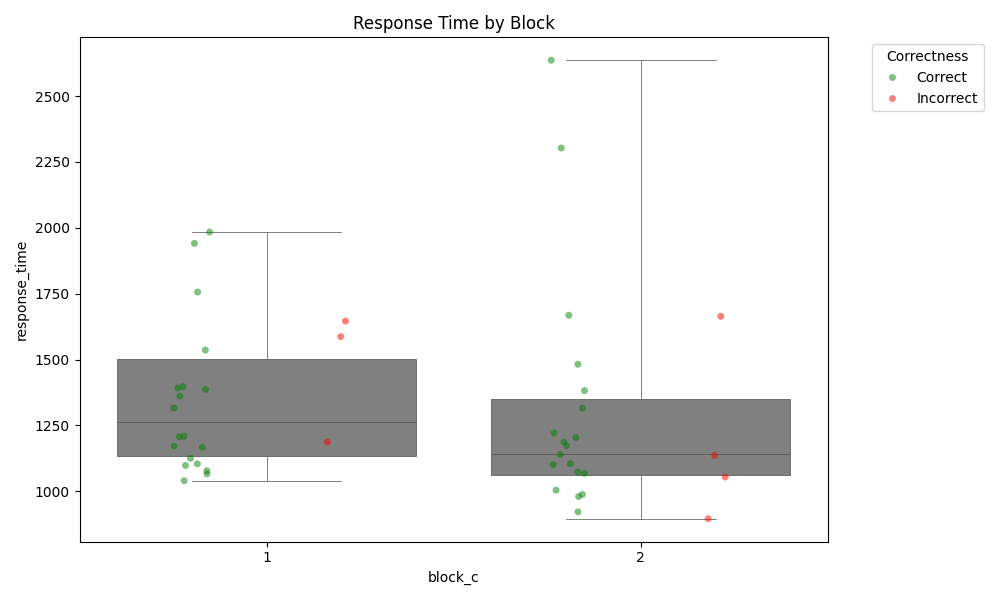 Response Time by Block
Correctness
Correct
Incorrect
2500
2250
2000
1750
1500
1250
1000
response_time
1
2
block_c